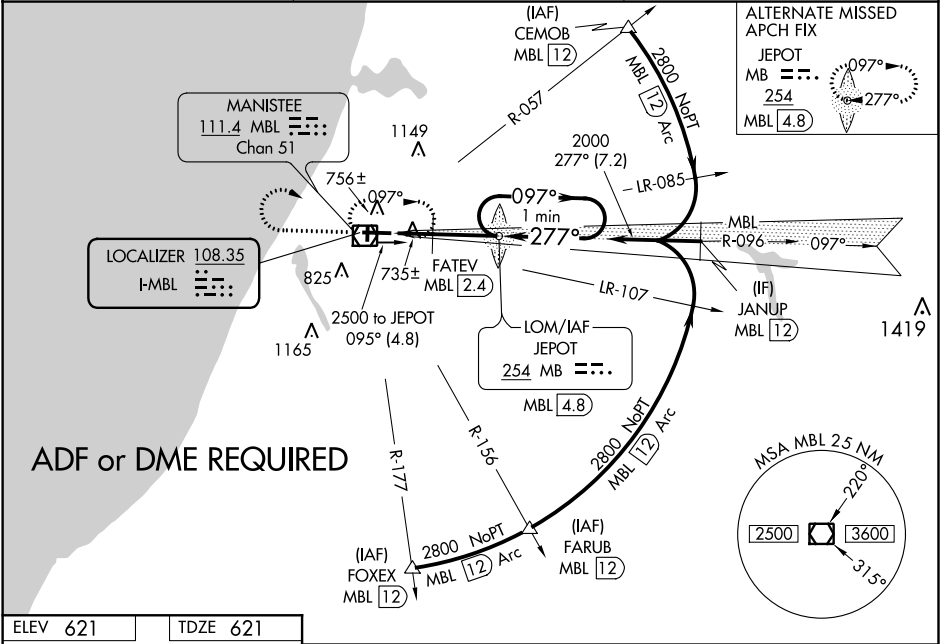 (IAF)
CEMOB
MBL 12
2800 NoPT
MBL 12 Arc
R-057
ALTERNATE MISSED
APCH FIX
JEPOT
MB
254
MBL 4.8
097°
277°
MANISTEE
111.4 MBL
Chan 51
1149
756±
097°
2000
277° (7.2)
LR-085
097°
1 min
277°
MBL
R-096
097°
LOCALIZER 108.35
I-MBL
825
735±
FATEV
MBL 2.4
LR-107
(IF)
JANUP
MBL 12
1419
2500 to JEPOT
095° (4.8)
1165
LOM/IAF
JEPOT
254 MB
MBL 4.8
R-177
R-156
2800 NoPT
MBL 12 Arc
ADF or DME REQUIRED
MSA MBL 25 NM
220°
2500
3600
315°
(IAF)
FOXEX
MBL 12
2800 NoPT
MBL 12 Arc
(IAF)
FARUB
MBL 12
ELEV 621
TDZE 621